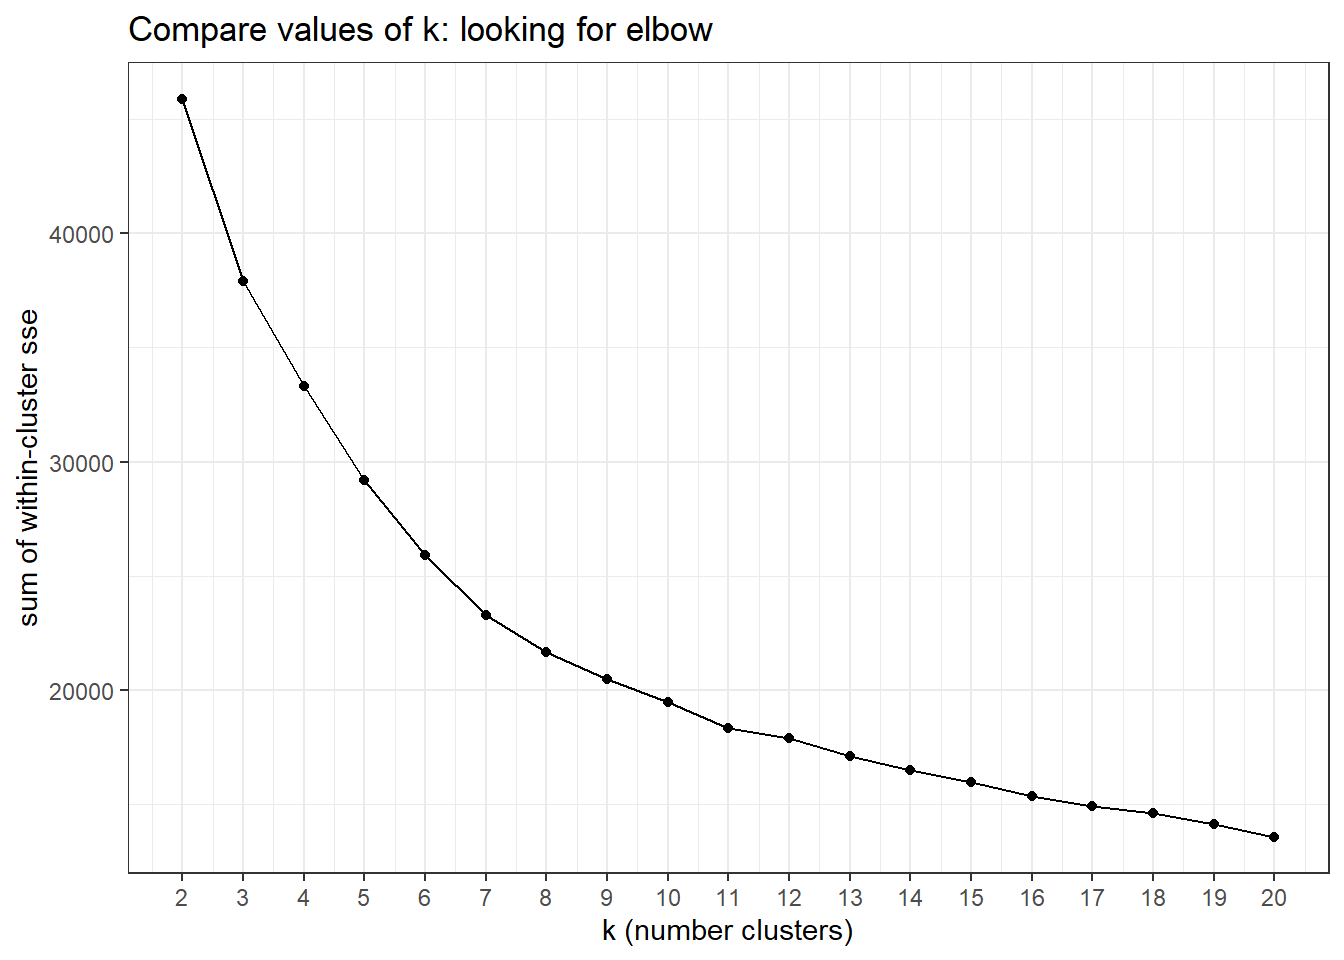 Compare values of k: looking for elbow
sum of within-cluster sse
40000
30000
20000
2 3 4 5 6 7 8 9 10 11 12 13 14 15 16 17 18 19 20
k (number clusters)